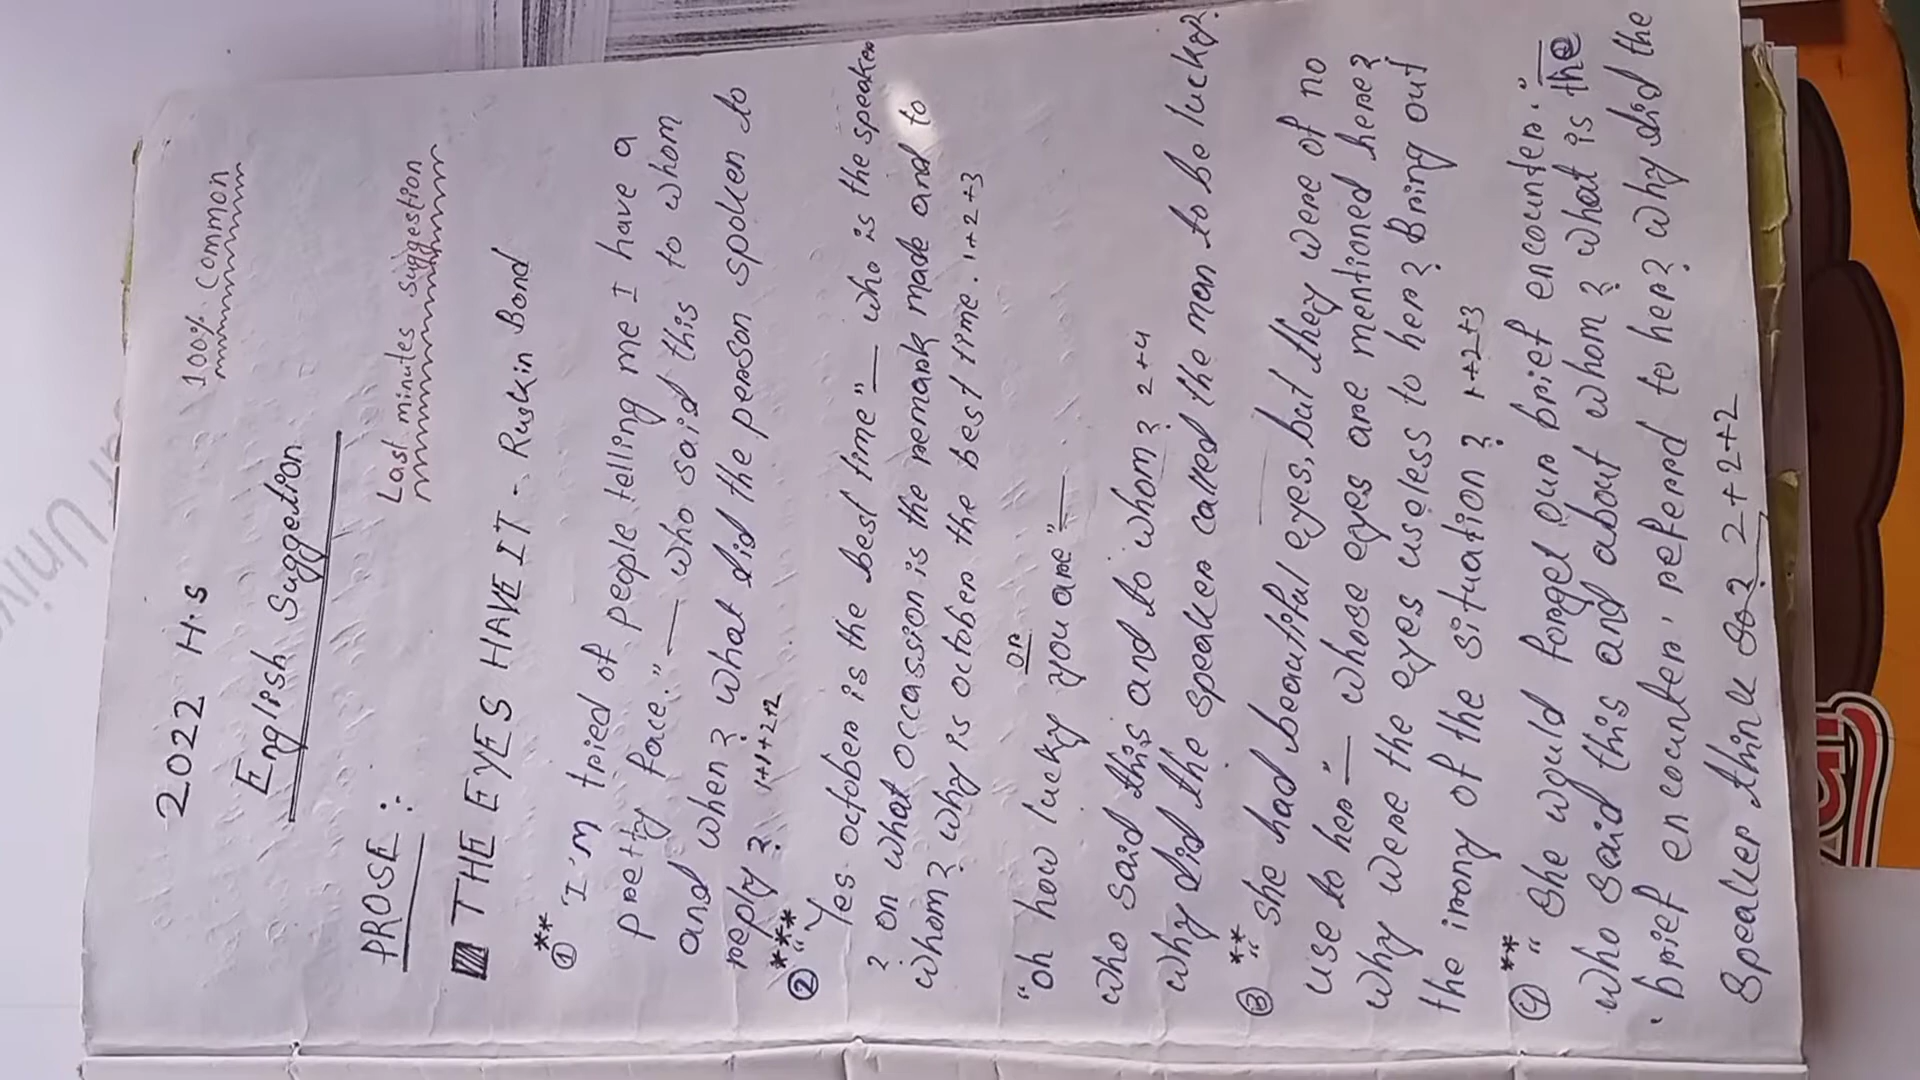 2022 H.S
100% common
English Suggetion
Last minutes suggestion
PROSE :
THE EYES HAVE IT - Ruskin Bond
** ① "I'm tried of people telling me I have a
pretty face." — who said this to whom
and when? what did the person spoken to
reply? 1+1+2+2
*** ② "Yes october is the best time" — who is the speaker
? on what occassion is the remark made and to
whom? why is october the best time. 1+2+3
or
"oh how lucky you are" —
who said this and to whom? 2+4
why did the speaker called the man to be lucky?
** ③ "she had beautiful eyes, but they were of no
use to her" — whose eyes are mentioned here?
why were the eyes useless to her? Bring out
the irony of the situation? 1+2+3
** ④ "she would forget our brief encounter." —
who said this and about whom? what is the
'brief encounter' referrd to her? why did the
speaker think so? 2+2+2